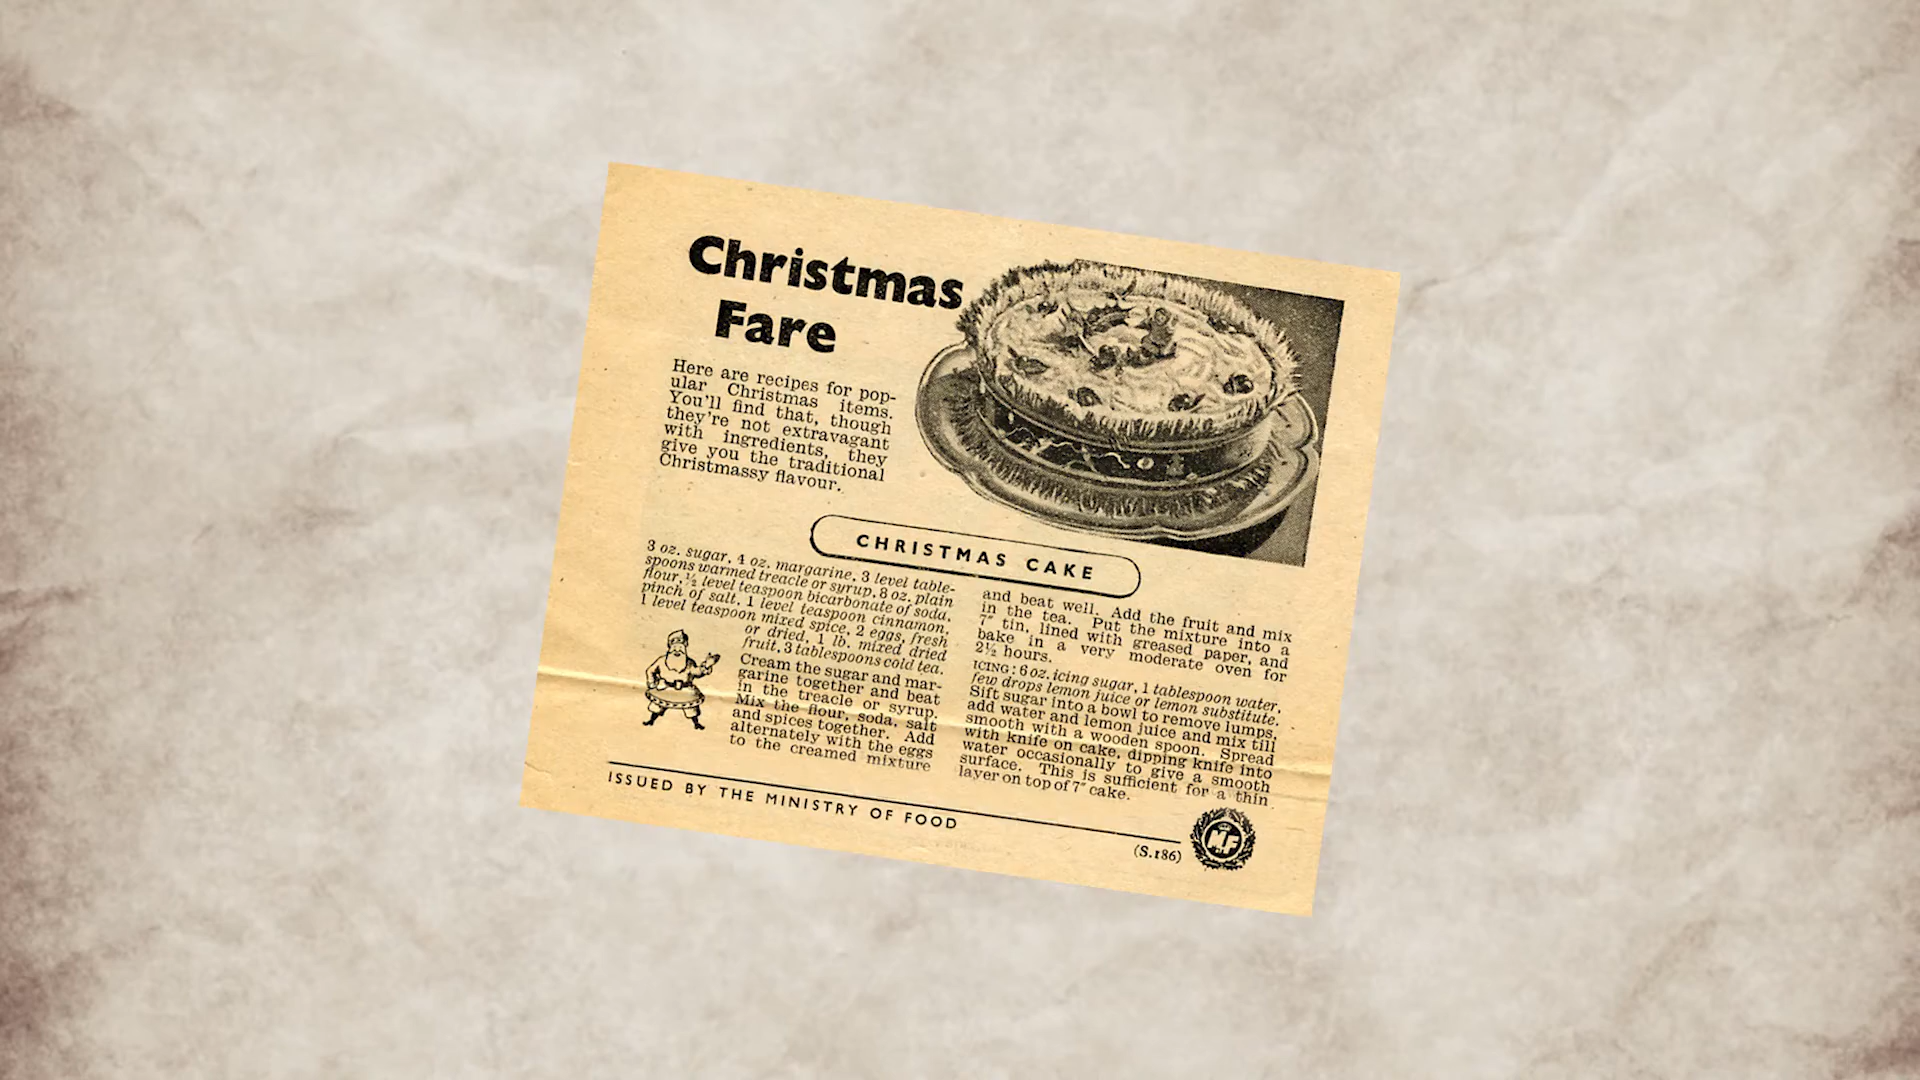 Christmas
Fare
Here are recipes for pop-
ular Christmas items.
You'll find that, though
they're not extravagant
with ingredients, they
give you the traditional
Christmassy flavour.
CHRISTMAS CAKE
3 oz. sugar, 4 oz. margarine, 3 level table-
spoons warmed treacle or syrup, 8 oz. plain
flour, ½ level teaspoon bicarbonate of soda,
pinch of salt, 1 level teaspoon cinnamon,
1 level teaspoon mixed spice, 2 eggs, fresh
or dried, 1 lb. mixed dried
fruit, 3 tablespoons cold tea.
Cream the sugar and mar-
garine together and beat
in the treacle or syrup.
Mix the flour, soda, salt
and spices together. Add
alternately with the eggs
to the creamed mixture
and beat well. Add the fruit and mix
in the tea. Put the mixture into a
7" tin, lined with greased paper, and
bake in a very moderate oven for
2½ hours.
ICING: 6 oz. icing sugar, 1 tablespoon water,
few drops lemon juice or lemon substitute.
Sift sugar into a bowl to remove lumps,
add water and lemon juice and mix till
smooth with a wooden spoon. Spread
with knife on cake, dipping knife into
water occasionally to give a smooth
surface. This is sufficient for a thin
layer on top of 7" cake.
ISSUED BY THE MINISTRY OF FOOD
(S.186)
MF